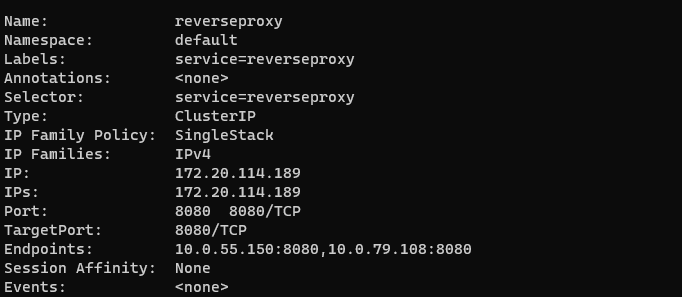 Name: reverseproxy
Namespace: default
Labels: service=reverseproxy
Annotations: <none>
Selector: service=reverseproxy
Type: ClusterIP
IP Family Policy: SingleStack
IP Families: IPv4
IP: 172.20.114.189
IPs: 172.20.114.189
Port: 8080 8080/TCP
TargetPort: 8080/TCP
Endpoints: 10.0.55.150:8080,10.0.79.108:8080
Session Affinity: None
Events: <none>